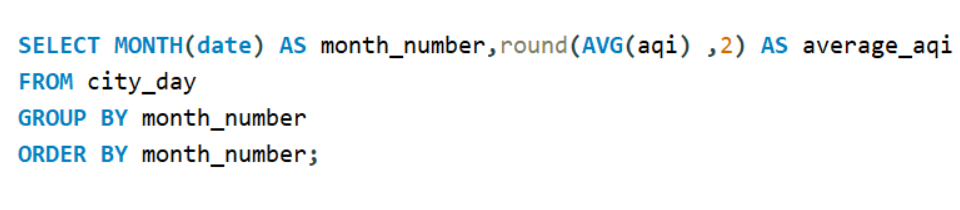 SELECT MONTH(date) AS month_number,round(AVG(aqi) ,2) AS average_aqi
FROM city_day
GROUP BY month_number
ORDER BY month_number;